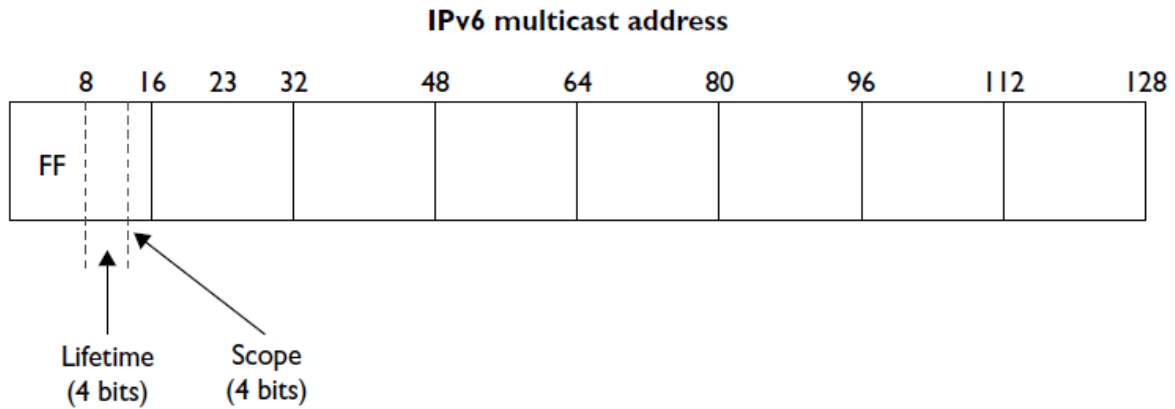 IPv6 multicast address
8 16 23 32 48 64 80 96 112 128
FF
Lifetime Scope
(4 bits) (4 bits)